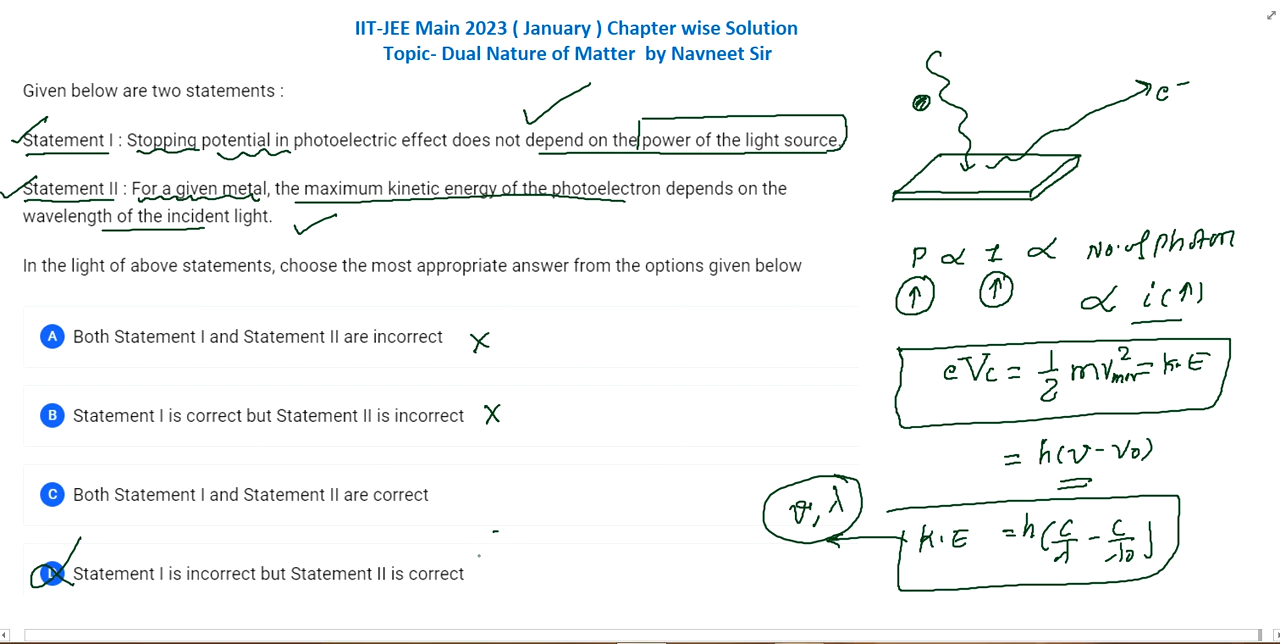 IIT-JEE Main 2023 ( January ) Chapter wise Solution
Topic- Dual Nature of Matter by Navneet Sir
Given below are two statements :
Statement I : Stopping potential in photoelectric effect does not depend on the power of the light source.
Statement II : For a given metal, the maximum kinetic energy of the photoelectron depends on the
wavelength of the incident light.
In the light of above statements, choose the most appropriate answer from the options given below
A Both Statement I and Statement II are incorrect X
B Statement I is correct but Statement II is incorrect X
C Both Statement I and Statement II are correct
D Statement I is incorrect but Statement II is correct
e⁻
P ∝ I ∝ No. of photon
↑ ↑ ∝ i(↑)
eVc = 1/2 mv² = K.E
= h(ν - ν0)
ν, λ
K.E = h(c/λ - c/λ0)